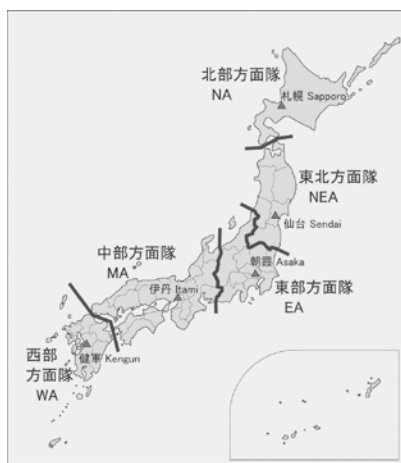 北部方面隊
NA
札幌 Sapporo
東北方面隊
NEA
仙台 Sendai
中部方面隊
MA
朝霞 Asaka
伊丹 Itami
東部方面隊
EA
西部
方面隊
WA
健軍 Kengun